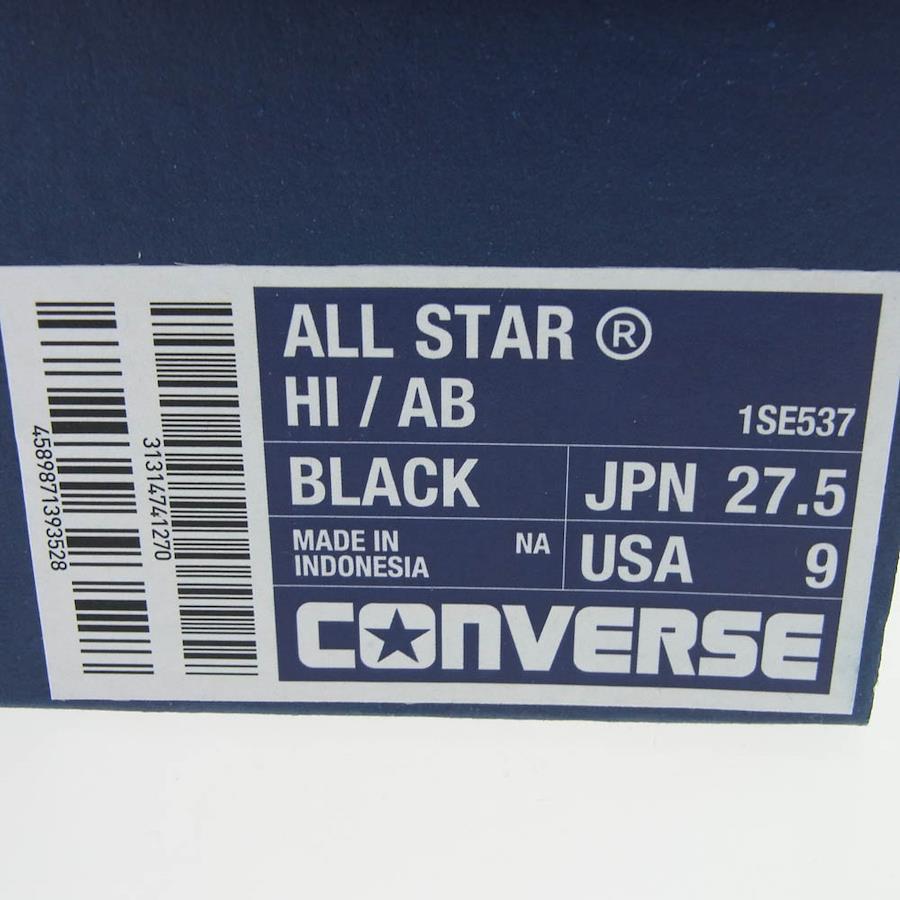 4589871393528
31314741270
ALL STAR ®
HI / AB
1SE537
BLACK
JPN 27.5
MADE IN
INDONESIA
NA
USA 9
CONVERSE